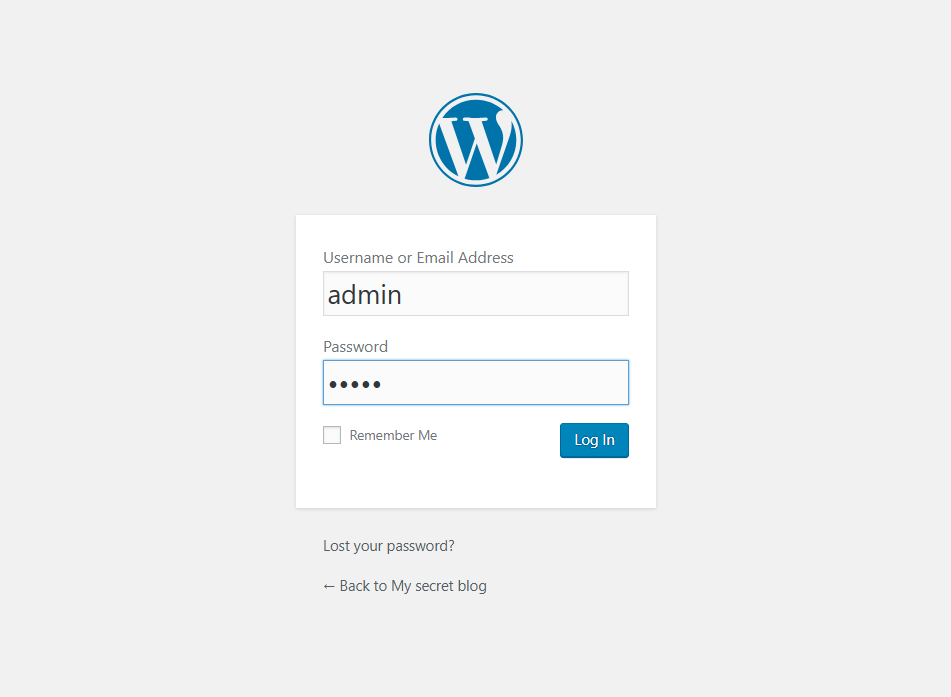 Username or Email Address
admin
Password
•••••
Remember Me
Log In
Lost your password?
← Back to My secret blog